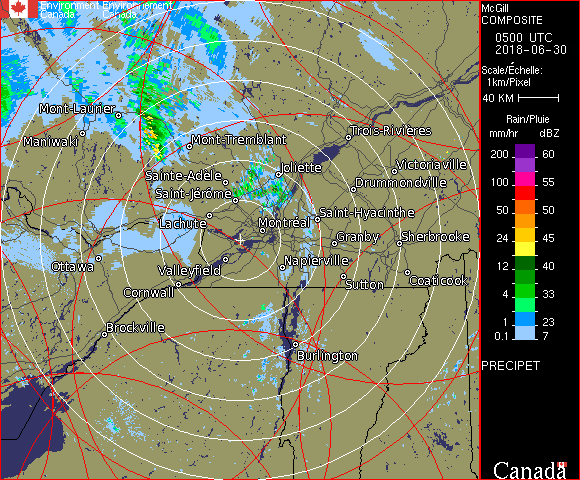 Environment Environnement
Canada Canada
Mont-Laurier
Maniwaki
Mont-Tremblant
Trois-Rivières
Sainte-Adèle
Joliette
Victoriaville
Saint-Jérôme
Drummondville
Lachute
Montréal
Saint-Hyacinthe
Granby
Sherbrooke
Ottawa
Valleyfield
Napierville
Cornwall
Sutton
Coaticook
Brockville
Burlington
McGill
COMPOSITE
0500 UTC
2018-06-30
Scale/Échelle:
1km/Pixel
40 KM
Rain/Pluie
mm/hr dBZ
200 60
100 55
50 50
24 45
12 40
4 33
1 23
0.1 7
PRECIPET
Canada